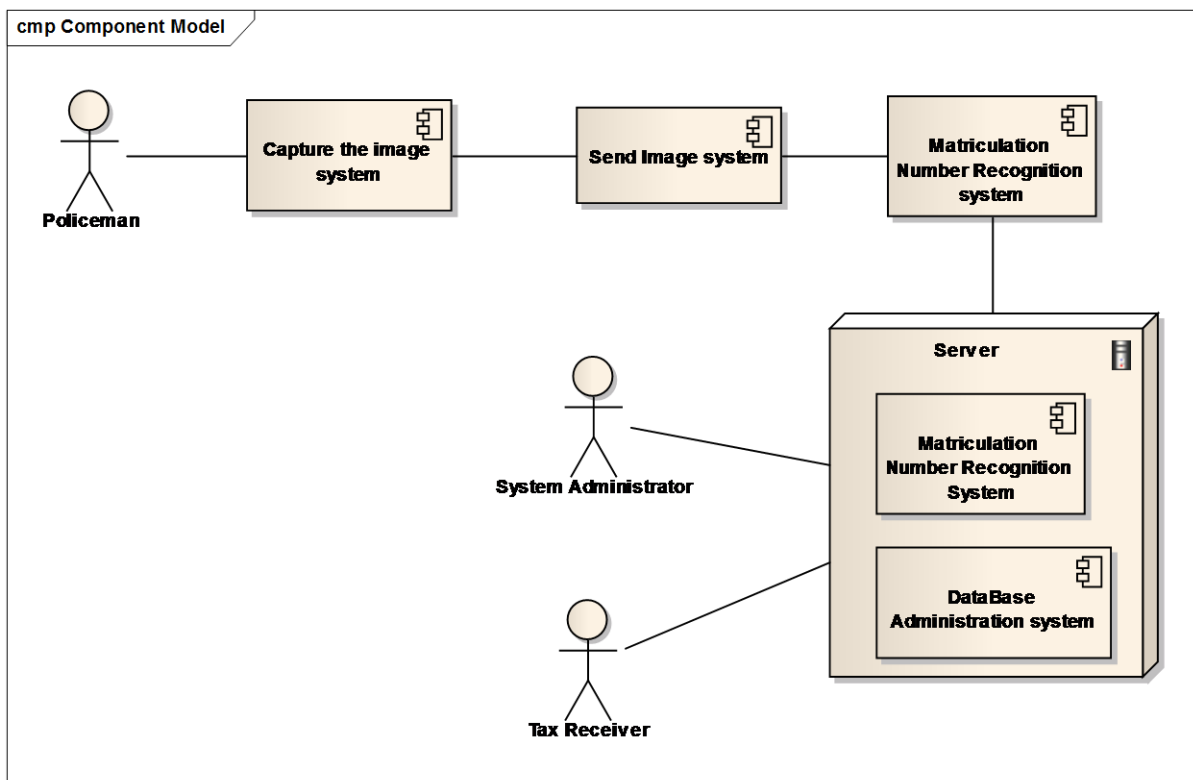 cmp Component Model
Policeman
Capture the image
system
Send Image system
Matriculation
Number Recognition
system
Server
Matriculation
Number Recognition
System
DataBase
Administration system
System Administrator
Tax Receiver